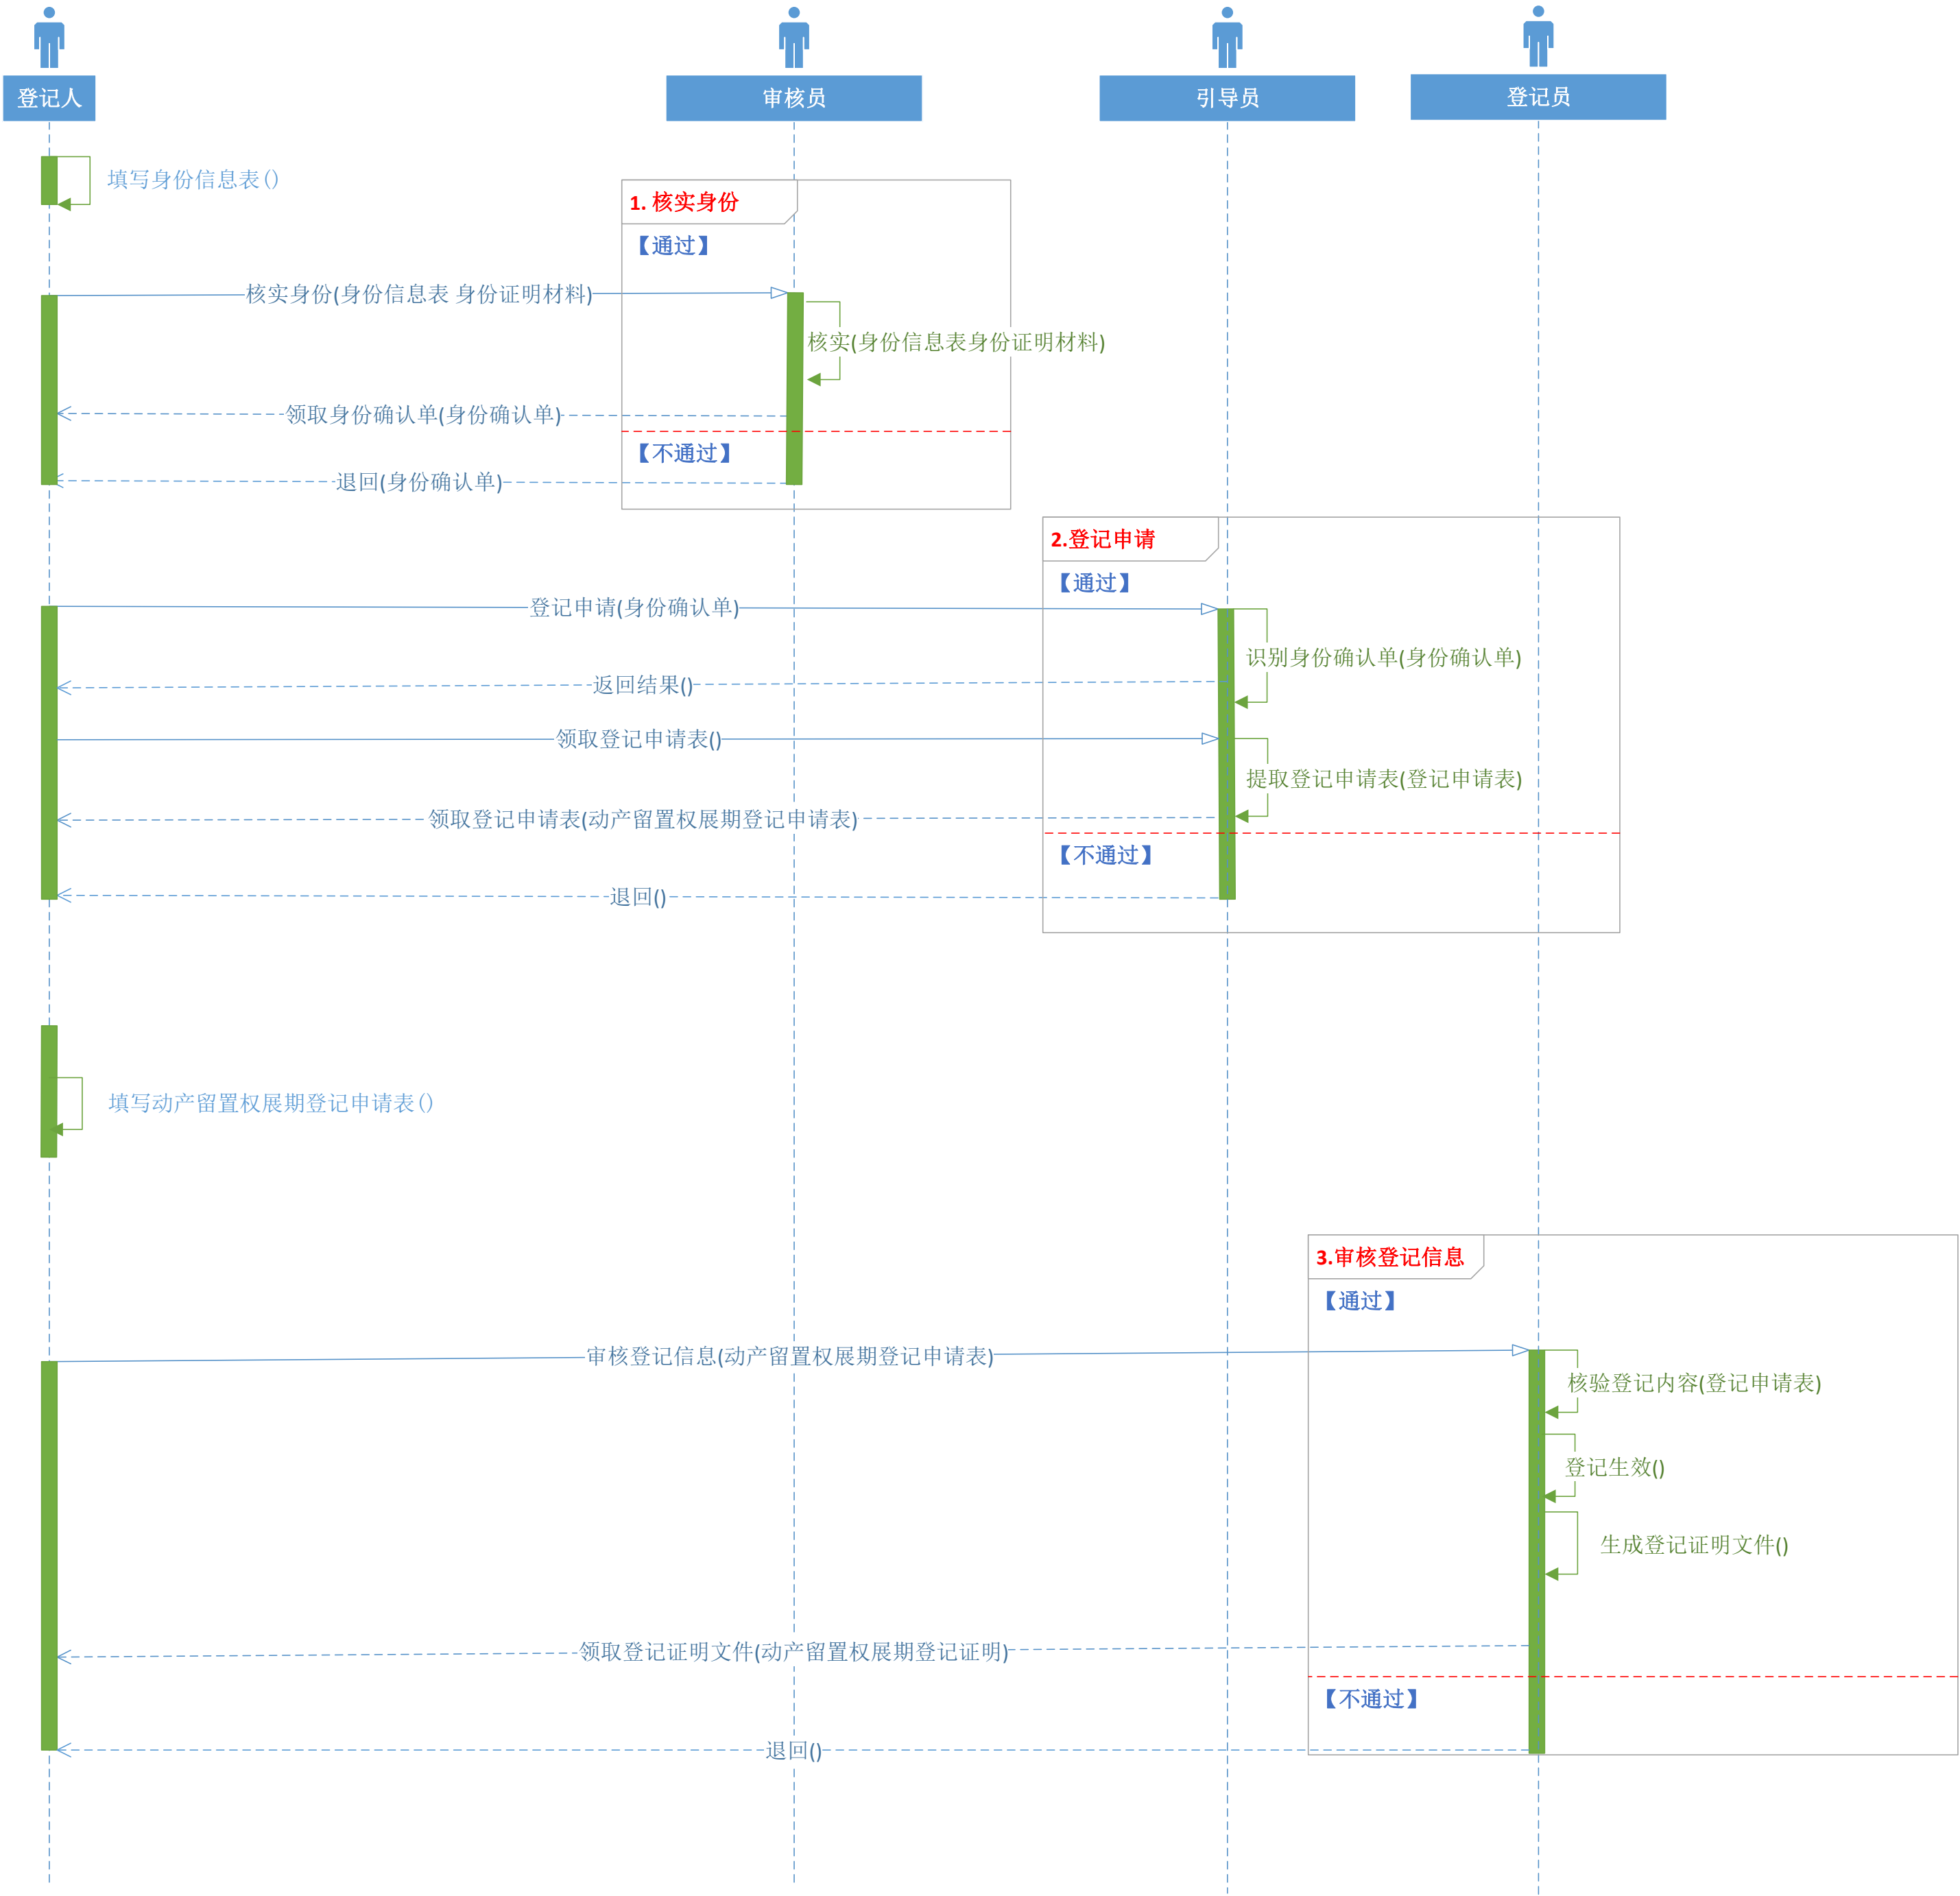 登记人
审核员
引导员
登记员
填写身份信息表()
1. 核实身份
【通过】
核实身份(身份信息表 身份证明材料)
核实(身份信息表身份证明材料)
领取身份确认单(身份确认单)
【不通过】
退回(身份确认单)
2.登记申请
【通过】
登记申请(身份确认单)
识别身份确认单(身份确认单)
返回结果()
领取登记申请表()
提取登记申请表(登记申请表)
领取登记申请表(动产留置权展期登记申请表)
【不通过】
退回()
填写动产留置权展期登记申请表()
3.审核登记信息
【通过】
审核登记信息(动产留置权展期登记申请表)
核验登记内容(登记申请表)
登记生效()
生成登记证明文件()
领取登记证明文件(动产留置权展期登记证明)
【不通过】
退回()